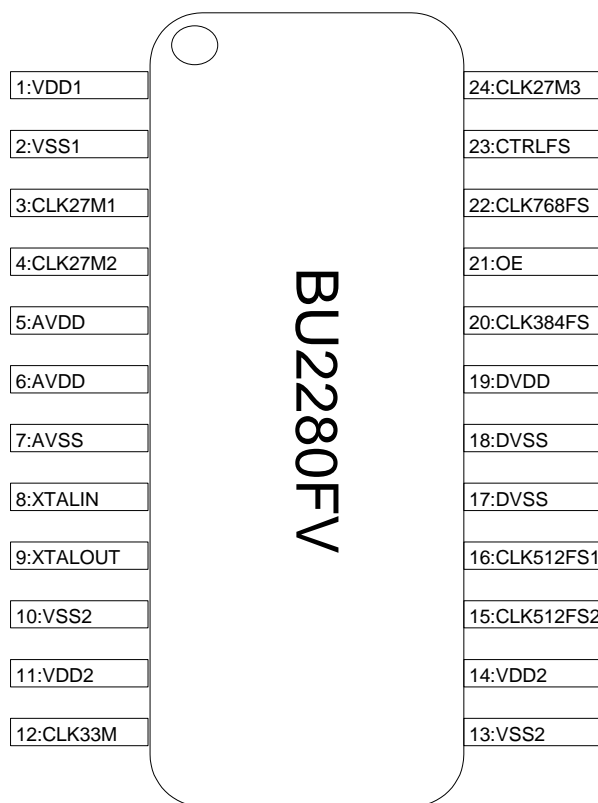 1:VDD1
2:VSS1
3:CLK27M1
4:CLK27M2
5:AVDD
6:AVDD
7:AVSS
8:XTALIN
9:XTALOUT
10:VSS2
11:VDD2
12:CLK33M
BU2280FV
24:CLK27M3
23:CTRLFS
22:CLK768FS
21:OE
20:CLK384FS
19:DVDD
18:DVSS
17:DVSS
16:CLK512FS1
15:CLK512FS2
14:VDD2
13:VSS2